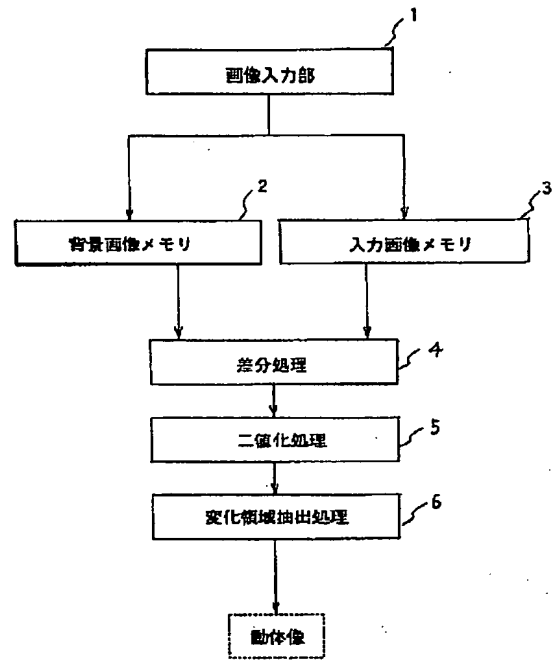 1
画像入力部
2
背景画像メモリ
3
入力画像メモリ
4
差分処理
5
二値化処理
6
変化領域抽出処理
動体像